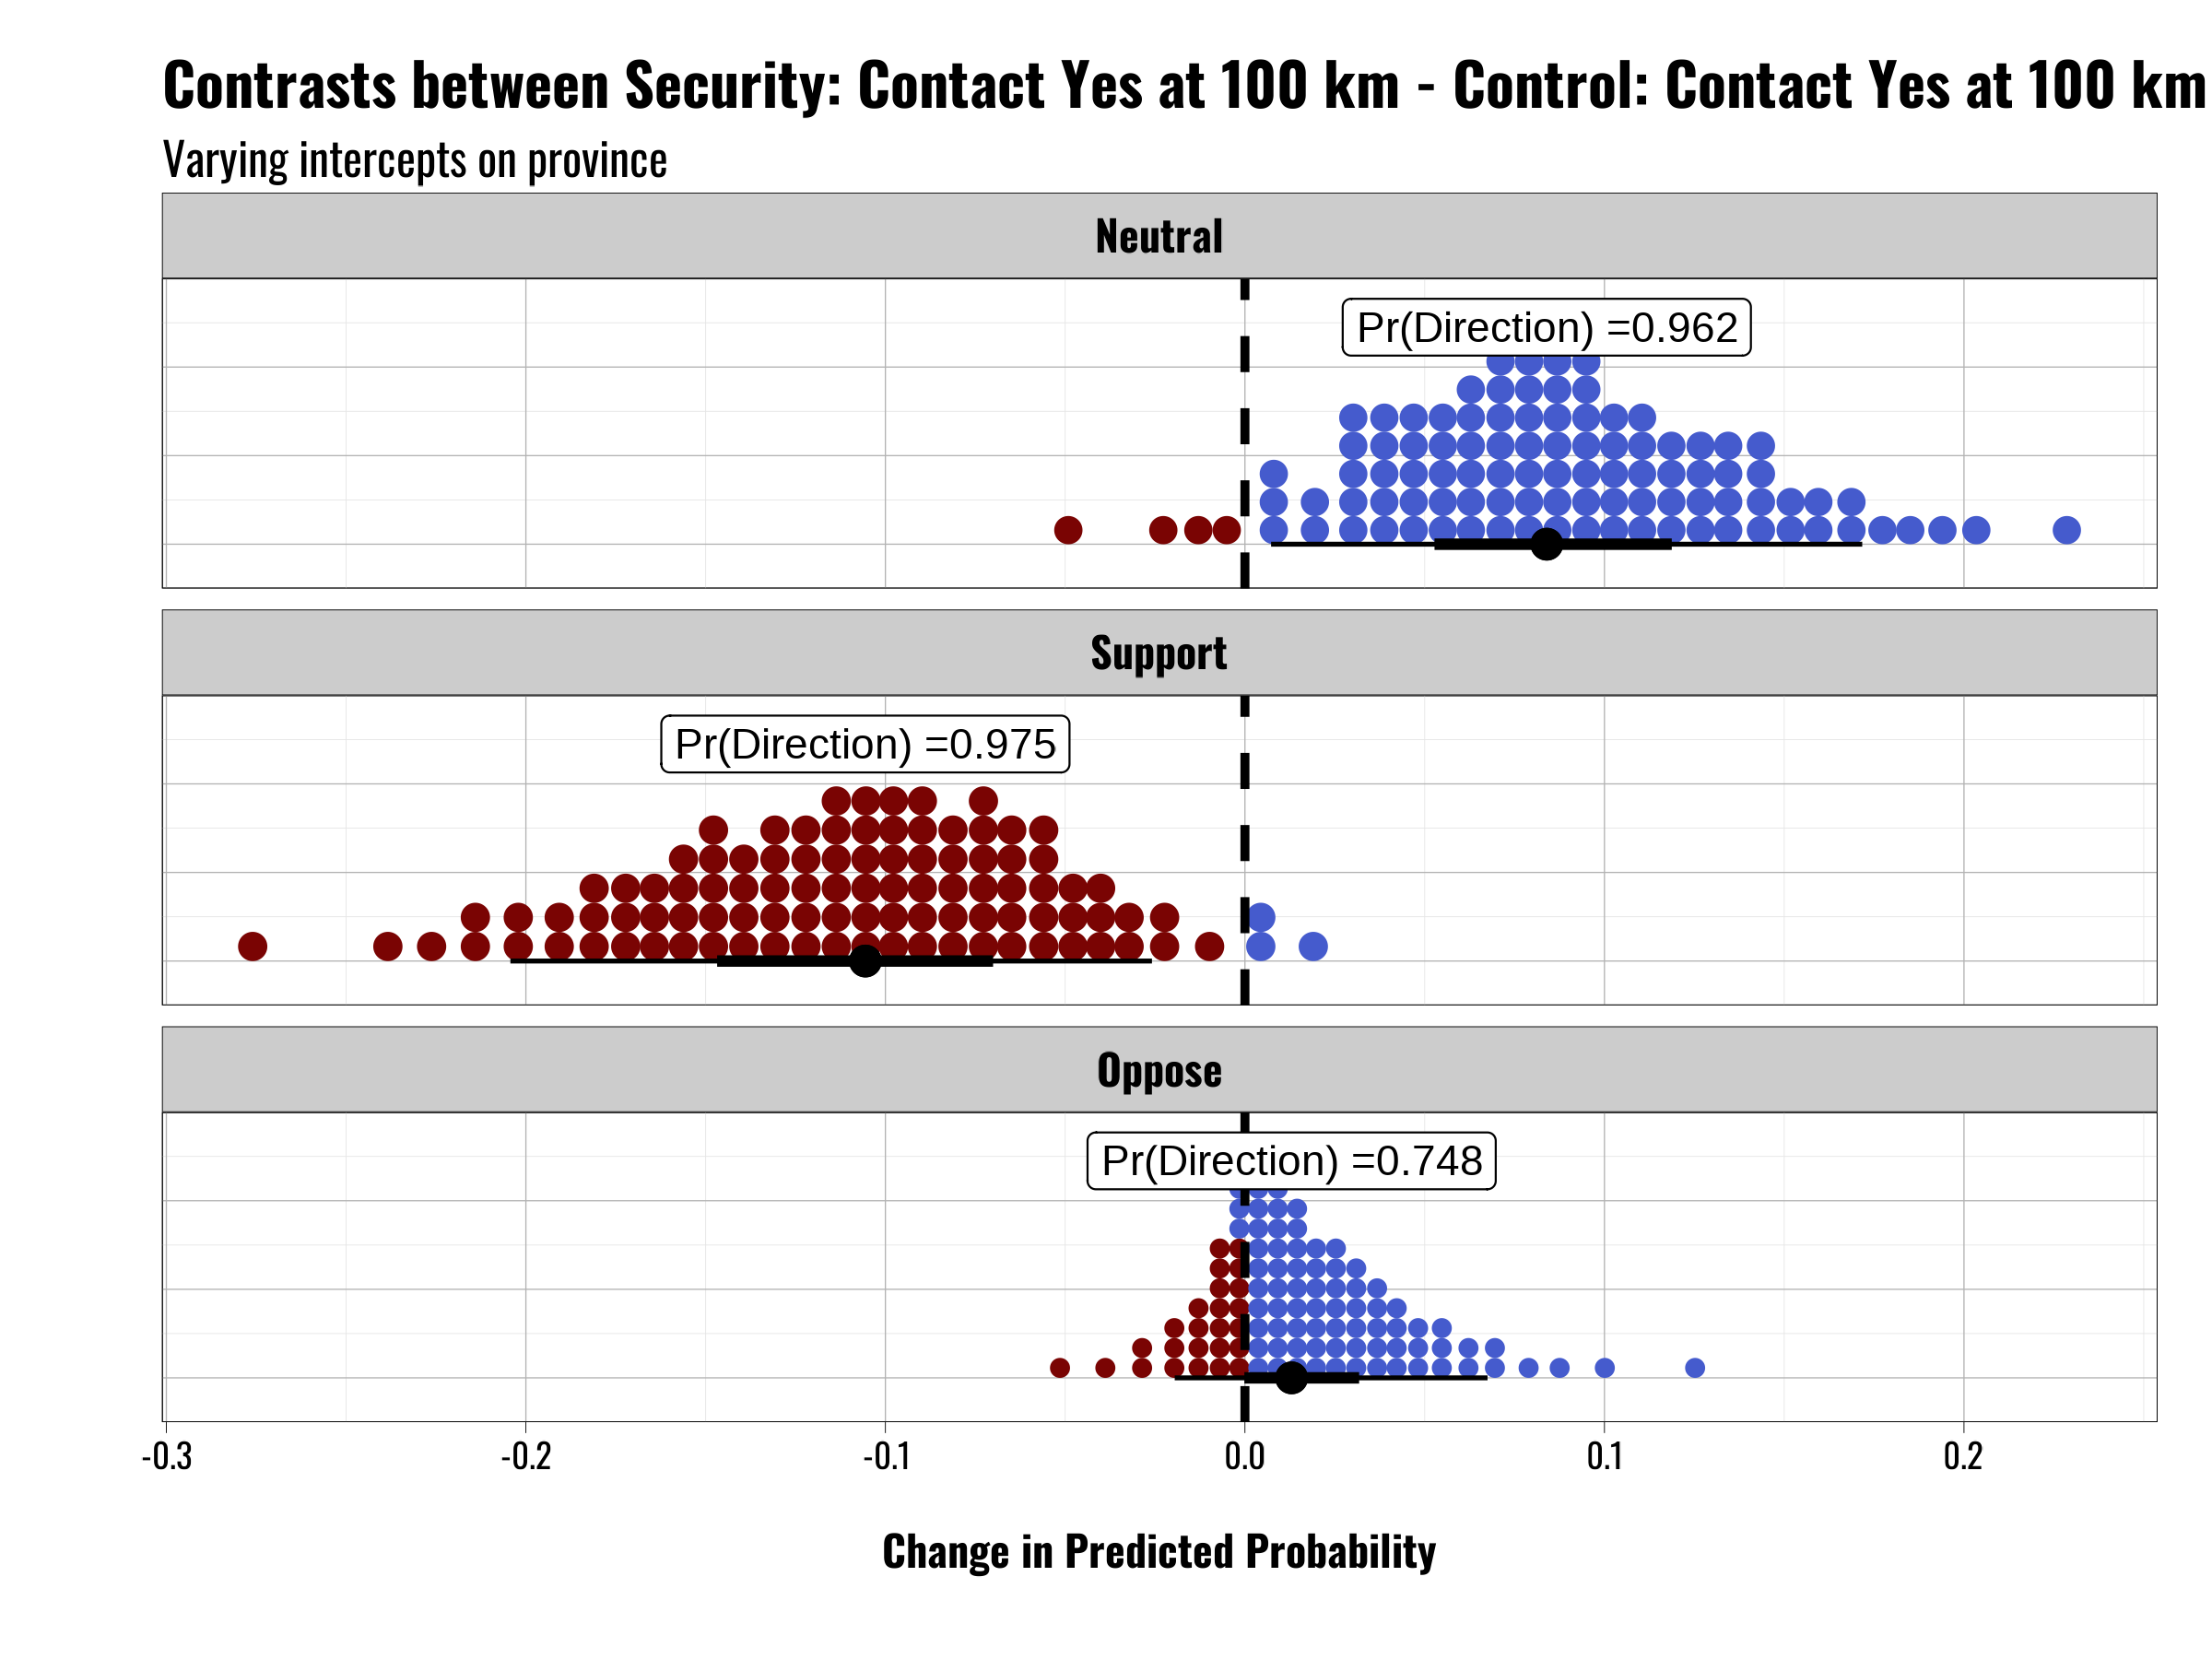 Contrasts between Security: Contact Yes at 100 km - Control: Contact Yes at 100 km
Varying intercepts on province
Neutral
Pr(Direction) =0.962
Support
Pr(Direction) =0.975
Oppose
Pr(Direction) =0.748
-0.3 -0.2 -0.1 0.0 0.1 0.2
Change in Predicted Probability